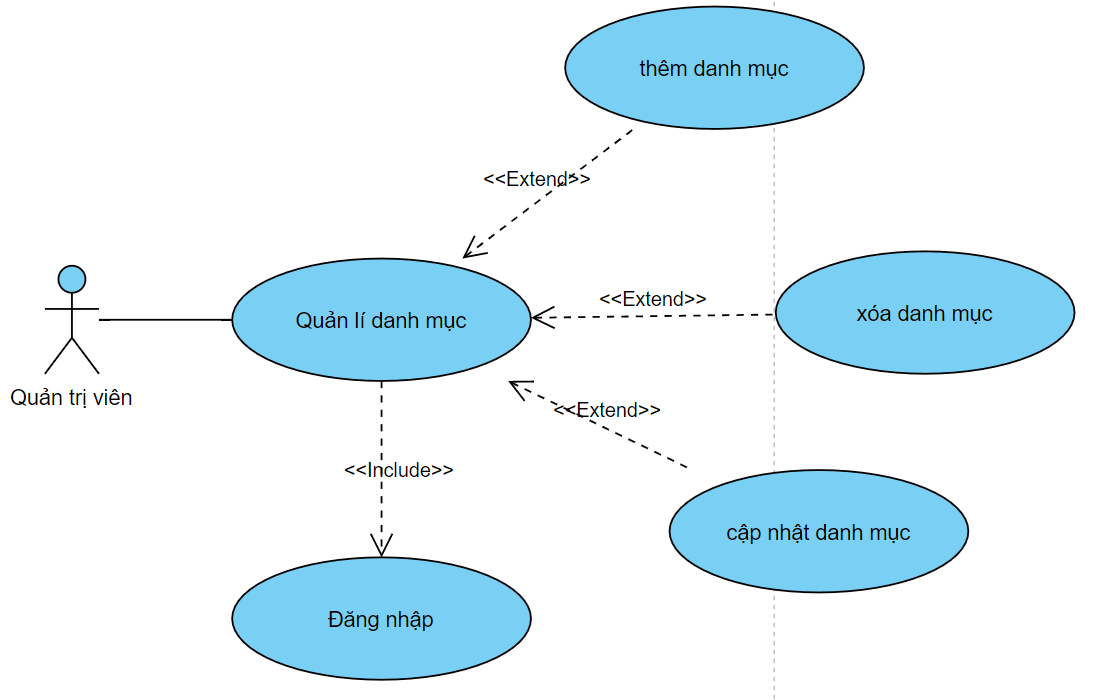 thêm danh mục
<<Extend>>
<<Extend>>
xóa danh mục
Quản lí danh mục
Quản trị viên
<<Extend>>
<<Include>>
cập nhật danh mục
Đăng nhập